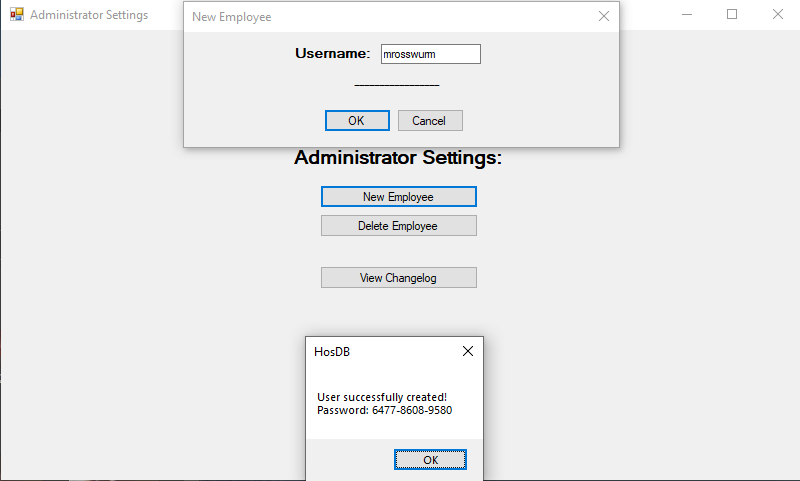 Administrator Settings
New Employee
Username: mrosswurm
_________________
OK Cancel
Administrator Settings:
New Employee
Delete Employee
View Changelog
HosDB
User successfully created!
Password: 6477-8608-9580
OK